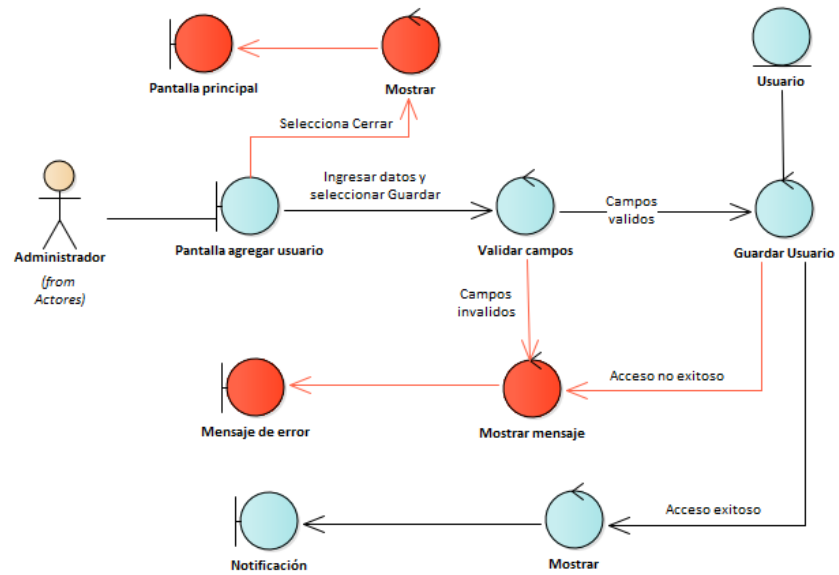 Pantalla principal
Mostrar
Usuario
Selecciona Cerrar
Ingresar datos y
seleccionar Guardar
Campos
validos
Administrador
(from
Actores)
Pantalla agregar usuario
Validar campos
Guardar Usuario
Campos
invalidos
Acceso no exitoso
Mensaje de error
Mostrar mensaje
Acceso exitoso
Notificación
Mostrar